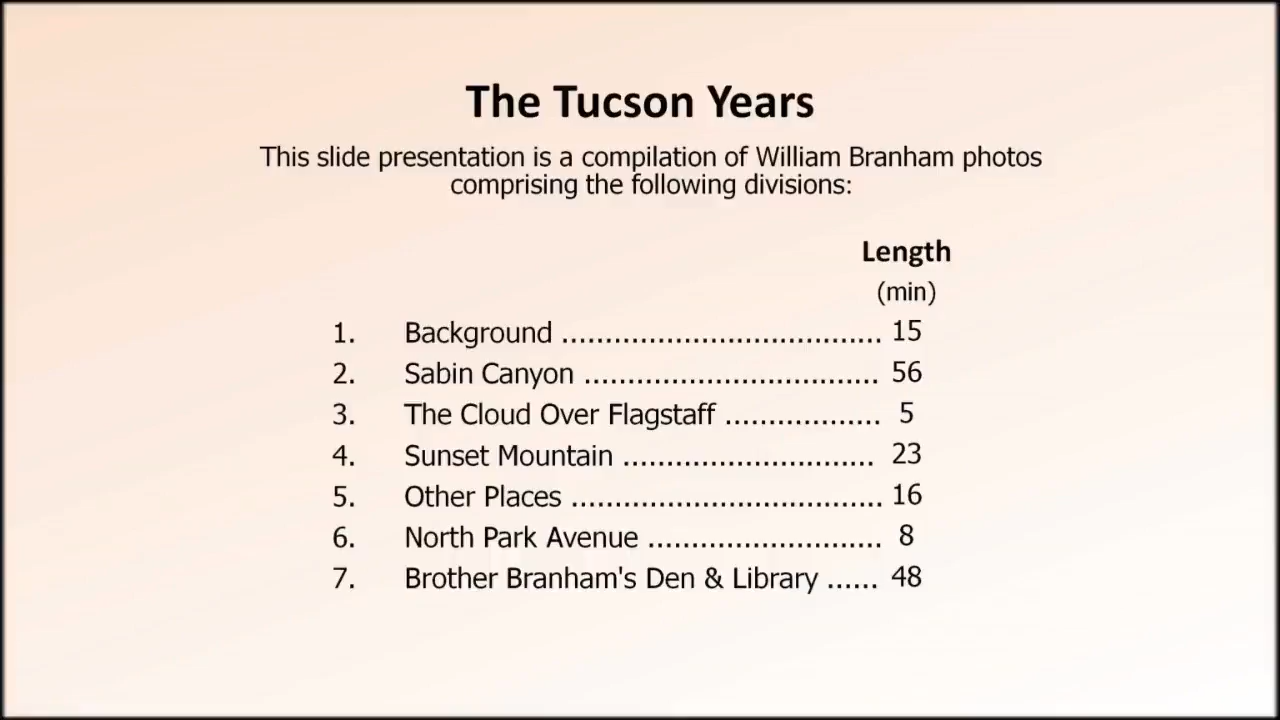 The Tucson Years
This slide presentation is a compilation of William Branham photos
comprising the following divisions:
Length
(min)
1. Background ..................................... 15
2. Sabin Canyon .................................. 56
3. The Cloud Over Flagstaff .................. 5
4. Sunset Mountain ............................. 23
5. Other Places .................................... 16
6. North Park Avenue ........................... 8
7. Brother Branham's Den & Library ...... 48